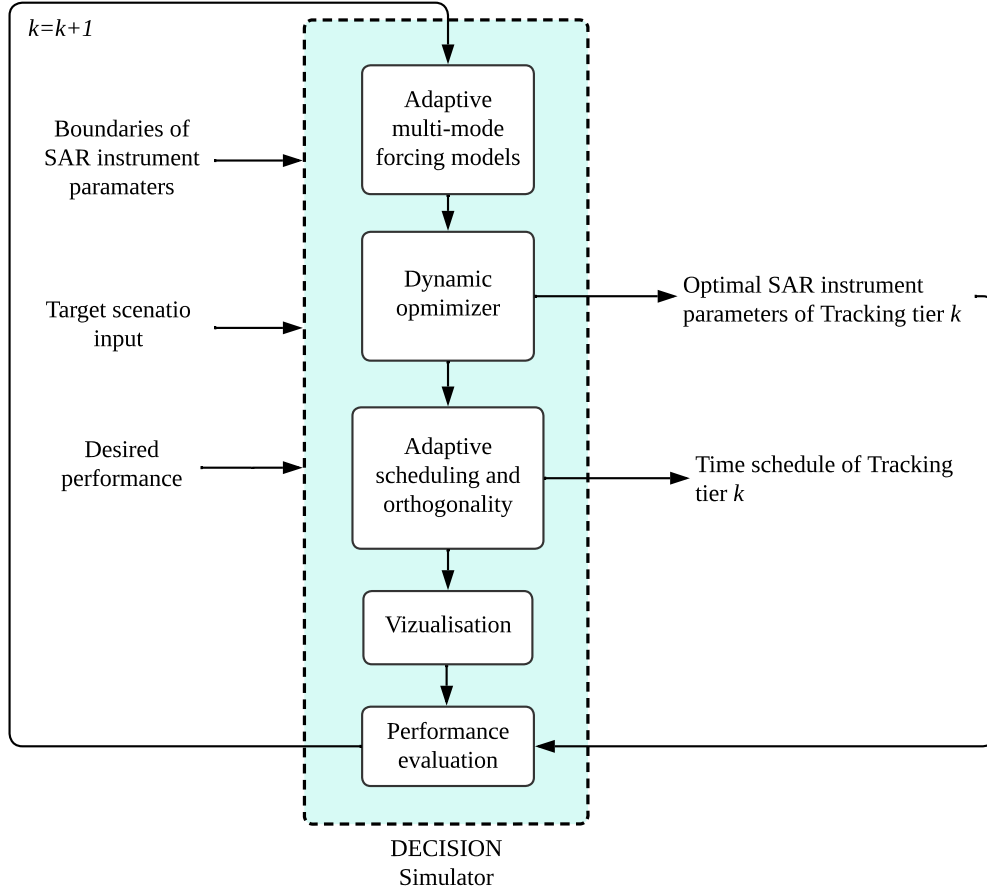 k=k+1
Boundaries of
SAR instrument
paramaters
Target scenatio
input
Desired
performance
Adaptive
multi-mode
forcing models
Dynamic
opmimizer
Adaptive
scheduling and
orthogonality
Vizualisation
Performance
evaluation
Optimal SAR instrument
parameters of Tracking tier k
Time schedule of Tracking
tier k
DECISION
Simulator